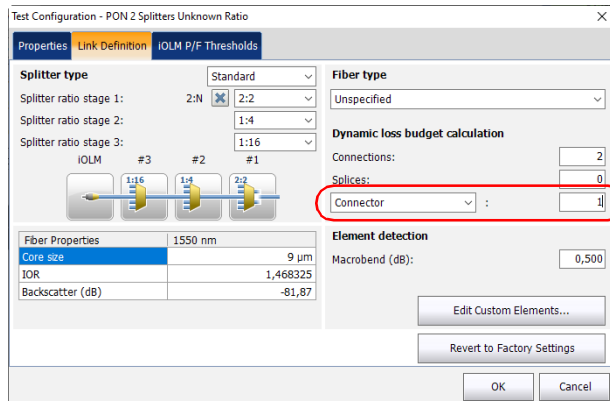 Test Configuration - PON 2 Splitters Unknown Ratio
Properties
Link Definition
iOLM P/F Thresholds
Splitter type
Standard
Splitter ratio stage 1:
2:N
2:2
Splitter ratio stage 2:
1:4
Splitter ratio stage 3:
1:16
iOLM #3 #2 #1
1:16 1:4 2:2
Fiber Properties 1550 nm
Core size 9 µm
IOR 1,468325
Backscatter (dB) -81,87
Fiber type
Unspecified
Dynamic loss budget calculation
Connections: 2
Splices: 0
Connector : 1
Element detection
Macrobend (dB): 0,500
Edit Custom Elements...
Revert to Factory Settings
OK
Cancel